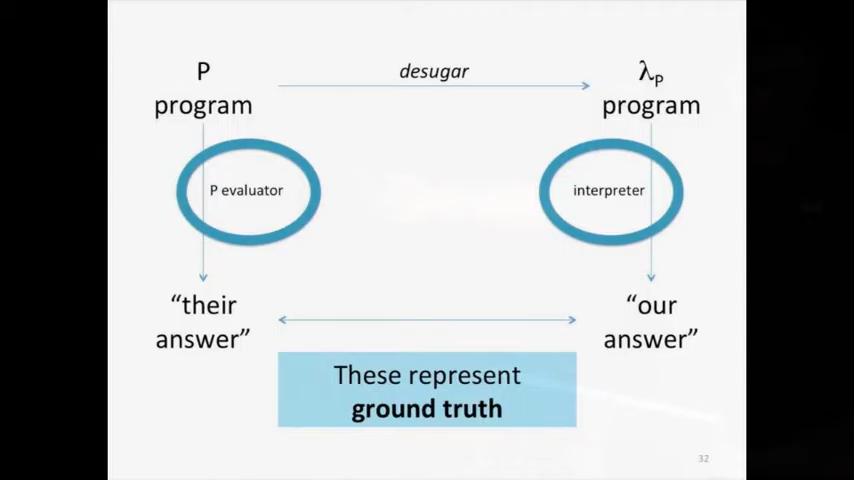 P
program
desugar
λP
program
P evaluator
interpreter
“their
answer”
“our
answer”
These represent
ground truth
32